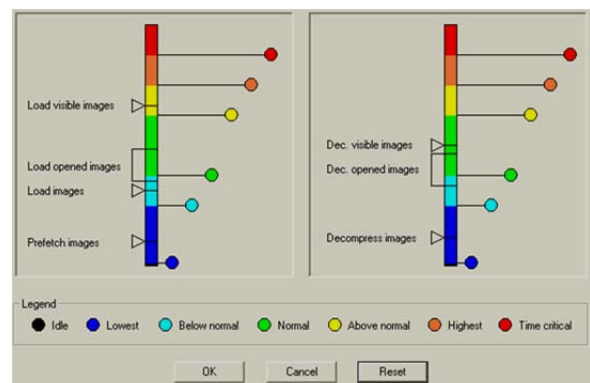 Load visible images
Load opened images
Load images
Prefetch images
Dec. visible images
Dec. opened images
Decompress images
Legend
Idle Lowest Below normal Normal Above normal Highest Time critical
OK Cancel Reset